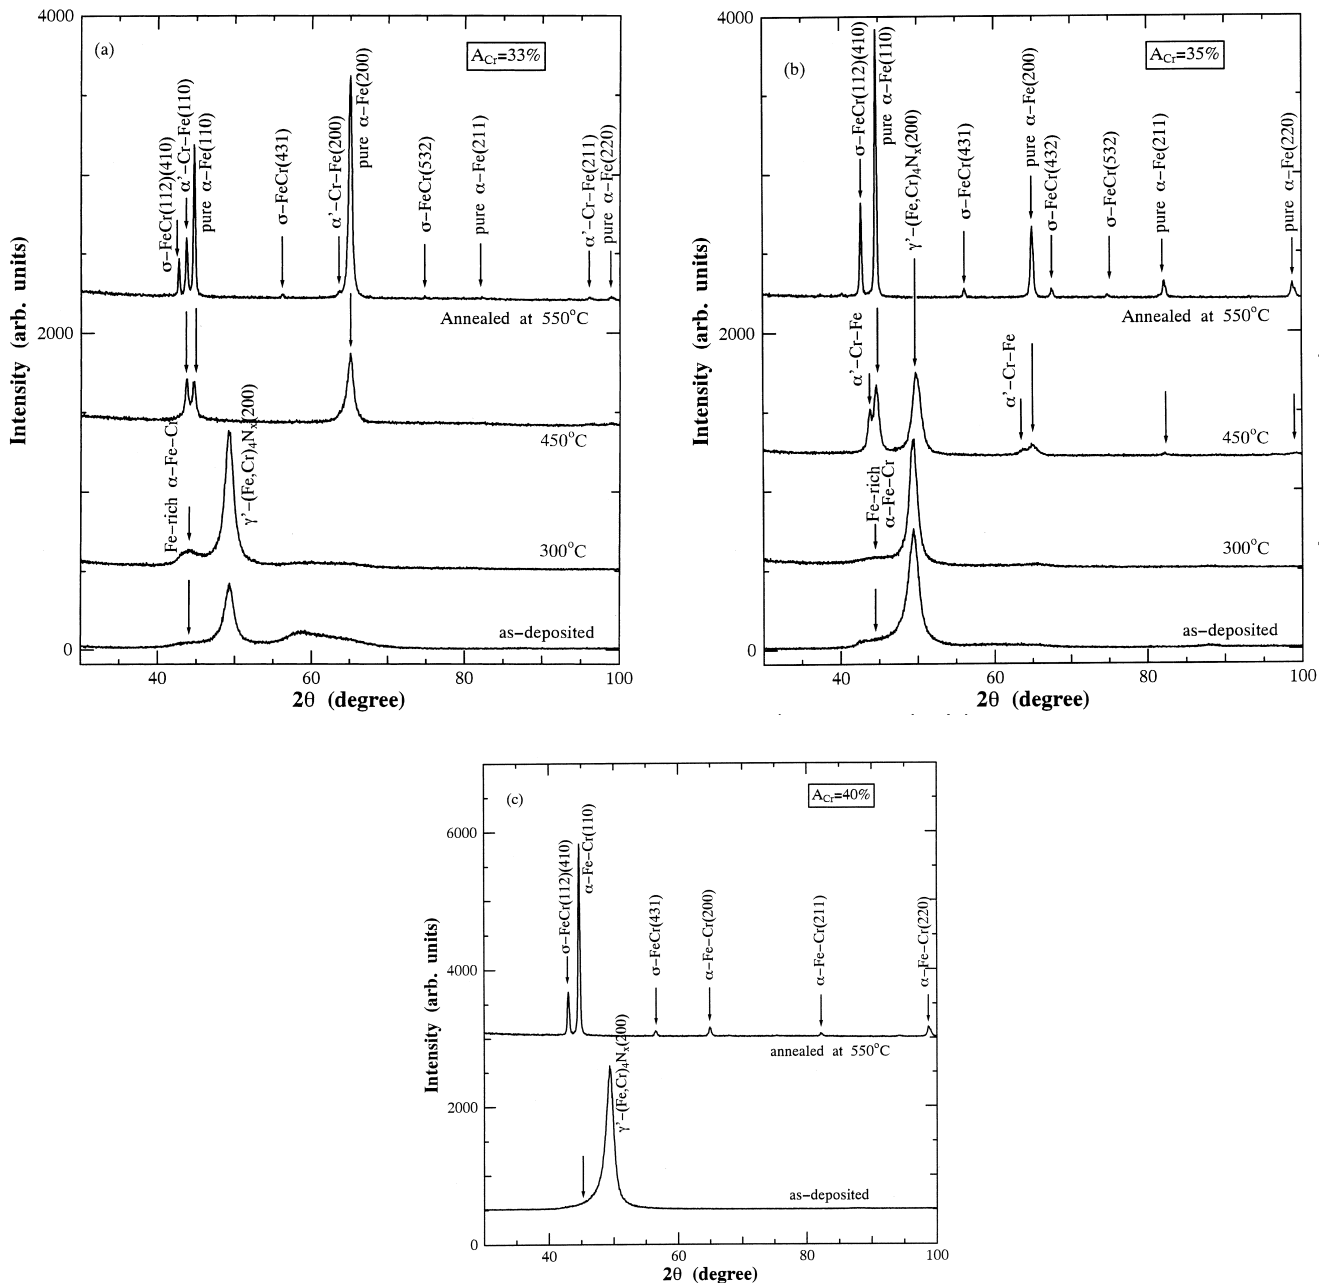 (a)
A_Cr=33%
4000
2000
0
Intensity (arb. units)
σ−FeCr(112)(410)
α'−Cr−Fe(110)
pure α−Fe(110)
σ−FeCr(431)
α'−Cr−Fe(200)
pure α−Fe(200)
σ−FeCr(532)
pure α−Fe(211)
α'−Cr−Fe(211)
pure α−Fe(220)
Annealed at 550°C
450°C
Fe−rich α−Fe−Cr
γ'−(Fe,Cr)₄Nₓ(200)
300°C
as−deposited
40 60 80 100
2θ (degree)
(b)
A_Cr=35%
4000
2000
0
Intensity (arb. units)
σ−FeCr(112)(410)
pure α−Fe(110)
γ'−(Fe,Cr)₄Nₓ(200)
σ−FeCr(431)
pure α−Fe(200)
σ−FeCr(432)
σ−FeCr(532)
pure α−Fe(211)
pure α−Fe(220)
Annealed at 550°C
α'−Cr−Fe
α'−Cr−Fe
450°C
Fe−rich
α−Fe−Cr
300°C
as−deposited
40 60 80 100
2θ (degree)
(c)
A_Cr=40%
6000
4000
2000
0
Intensity (arb. units)
σ−FeCr(112)(410)
α−Fe−Cr(110)
σ−FeCr(431)
α−Fe−Cr(200)
α−Fe−Cr(211)
α−Fe−Cr(220)
annealed at 550°C
γ'−(Fe,Cr)₄Nₓ(200)
as−deposited
40 60 80 100
2θ (degree)